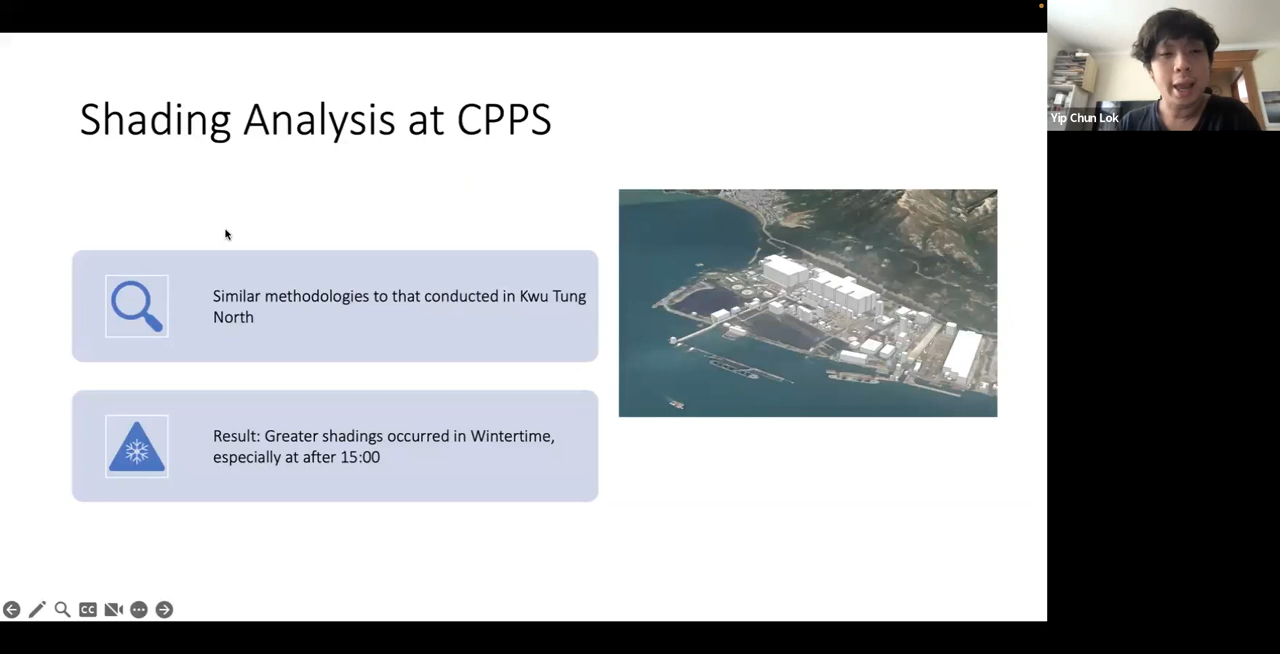 Shading Analysis at CPPS
Similar methodologies to that conducted in Kwu Tung
North
Result: Greater shadings occurred in Wintertime,
especially at after 15:00
Yip Chun Lok
CC